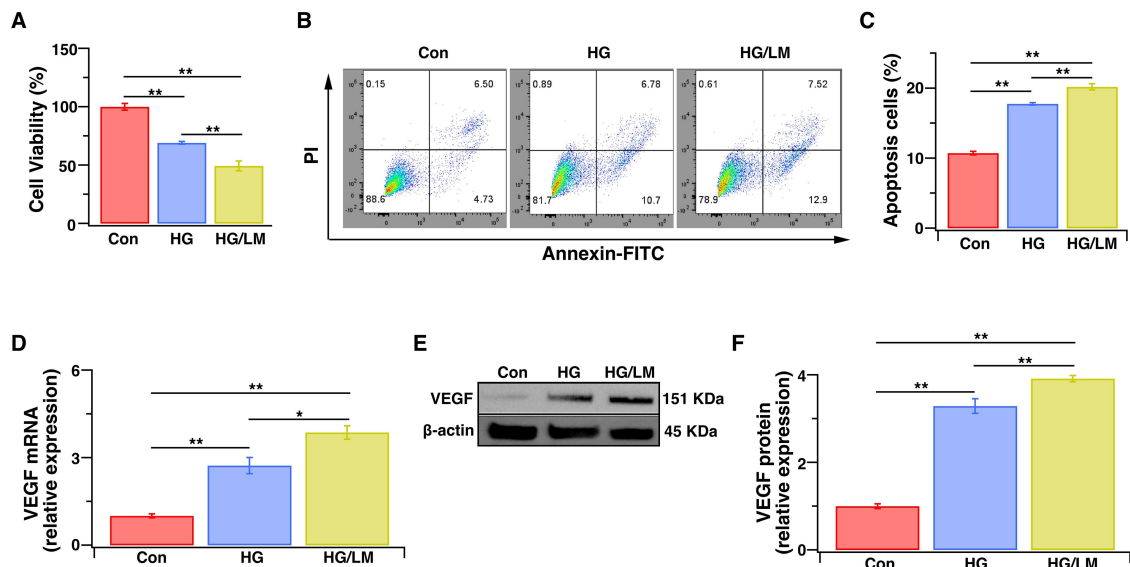 A
Cell Viability (%)
150
100
50
0
**
**
**
Con HG HG/LM
B
Con HG HG/LM
PI
0.15 6.50
88.6 4.73
0.89 6.78
81.7 10.7
0.61 7.52
78.9 12.9
Annexin-FITC
C
Apoptosis cells (%)
20
10
0
**
**
**
Con HG HG/LM
D
VEGF mRNA
(relative expression)
6
3
0
**
*
**
Con HG HG/LM
E
Con HG HG/LM
VEGF 151 KDa
β-actin 45 KDa
F
VEGF protein
(relative expression)
4
2
0
**
**
**
Con HG HG/LM